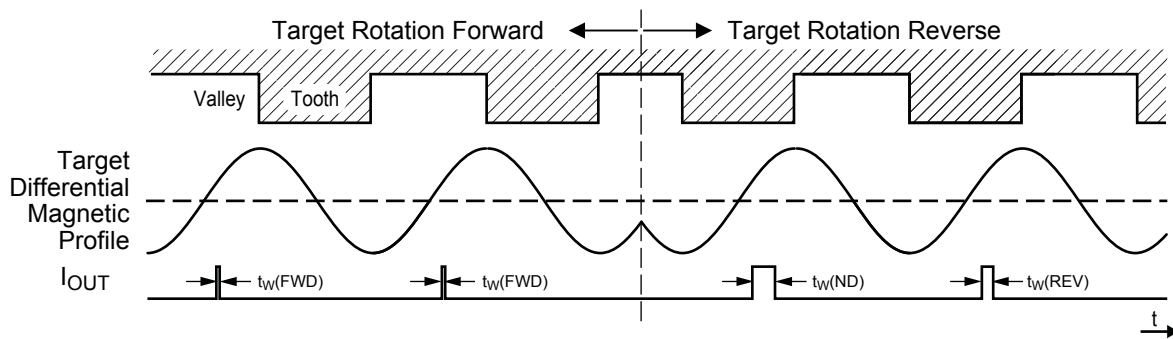 Target Rotation Forward
Target Rotation Reverse
Valley
Tooth
Target
Differential
Magnetic
Profile
IOUT
tW(FWD)
tW(FWD)
tW(ND)
tW(REV)
t